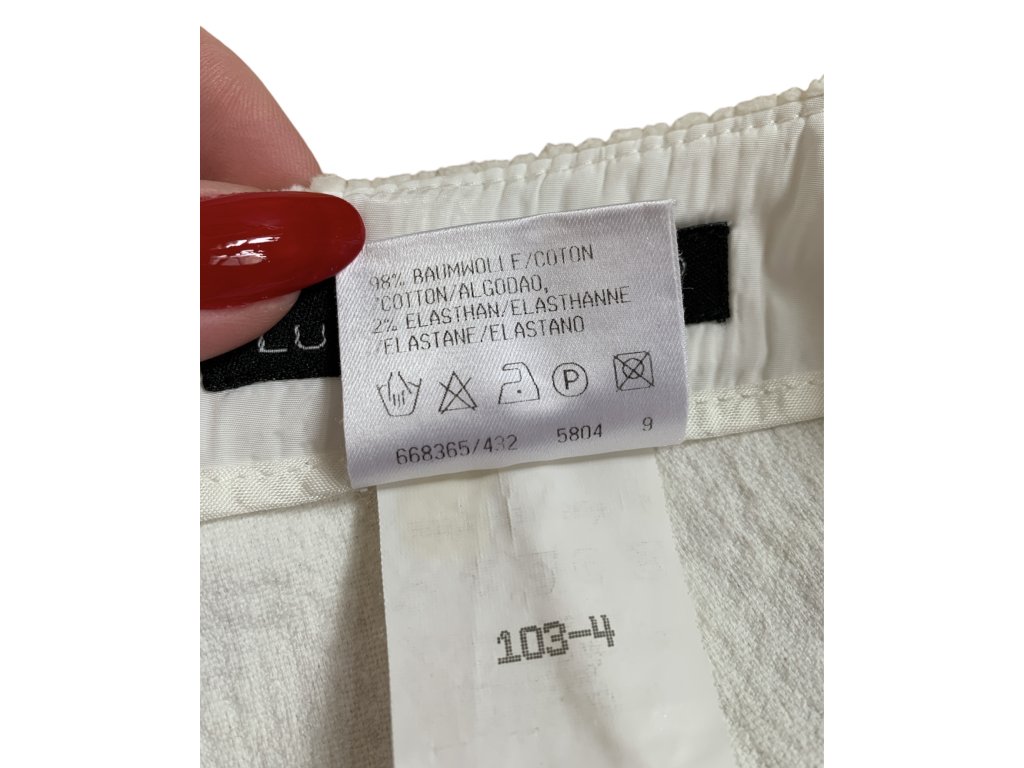 98% BAUMWOLLE/COTON
/COTTON/ALGODAO,
2% ELASTHAN/ELASTHANNE
/ELASTANE/ELASTANO
P
668365/432 5804 9
103-4